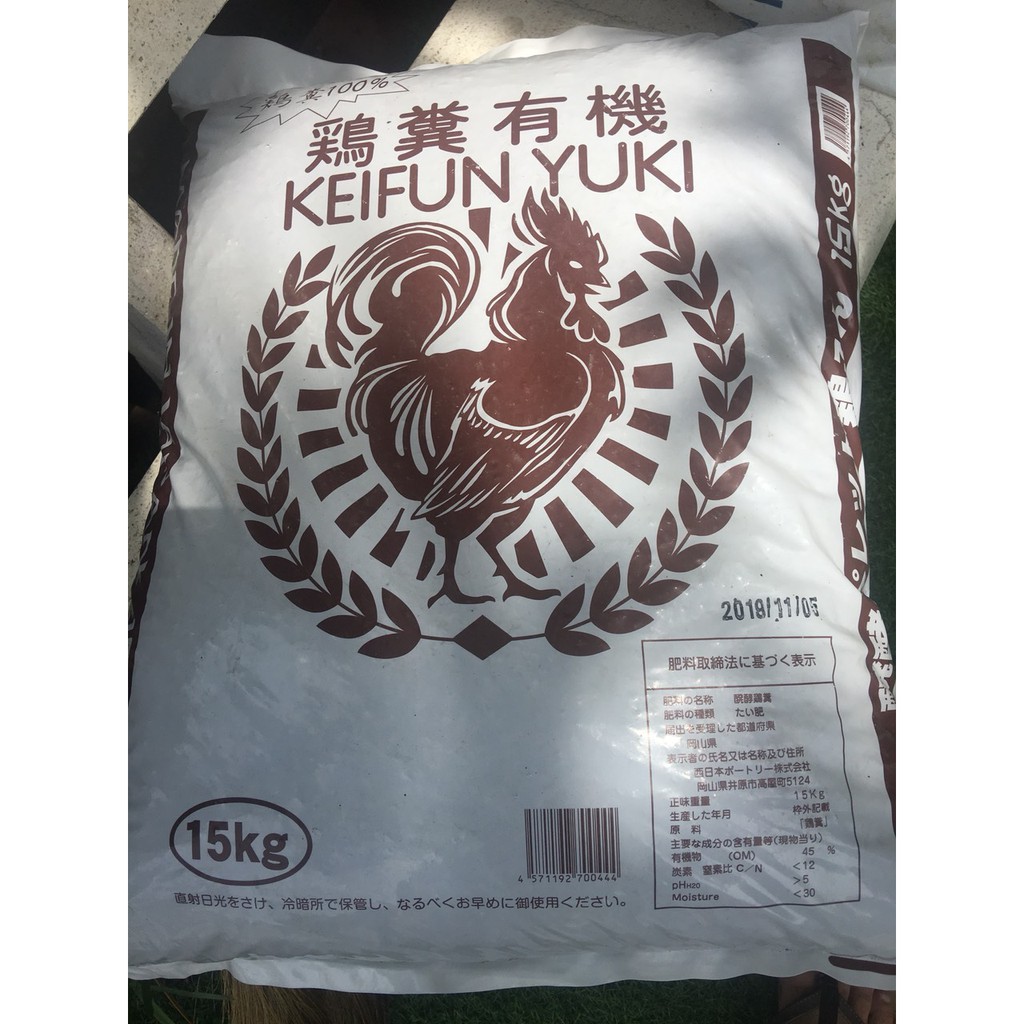 鶏糞100%
鶏糞有機
KEIFUN YUKI
15kg
2019/11/05
肥料取締法に基づく表示
肥料の名称 醗酵鶏糞
肥料の種類 たい肥
届出を受理した都道府県
岡山県
表示者の氏名又は名称及び住所
西日本ポートリー株式会社
岡山県井原市高屋町5124
正味重量 15Kg
生産した年月 枠外記載
原料 「鶏糞」
主要な成分の含有量等(現物当り)
有機物 (OM) 45 %
炭素 窒素比 C/N <12
pHH20 >5
Moisture <30
15kg
4 571192 700444
直射日光をさけ、冷暗所で保管し、なるべくお早めに御使用ください。